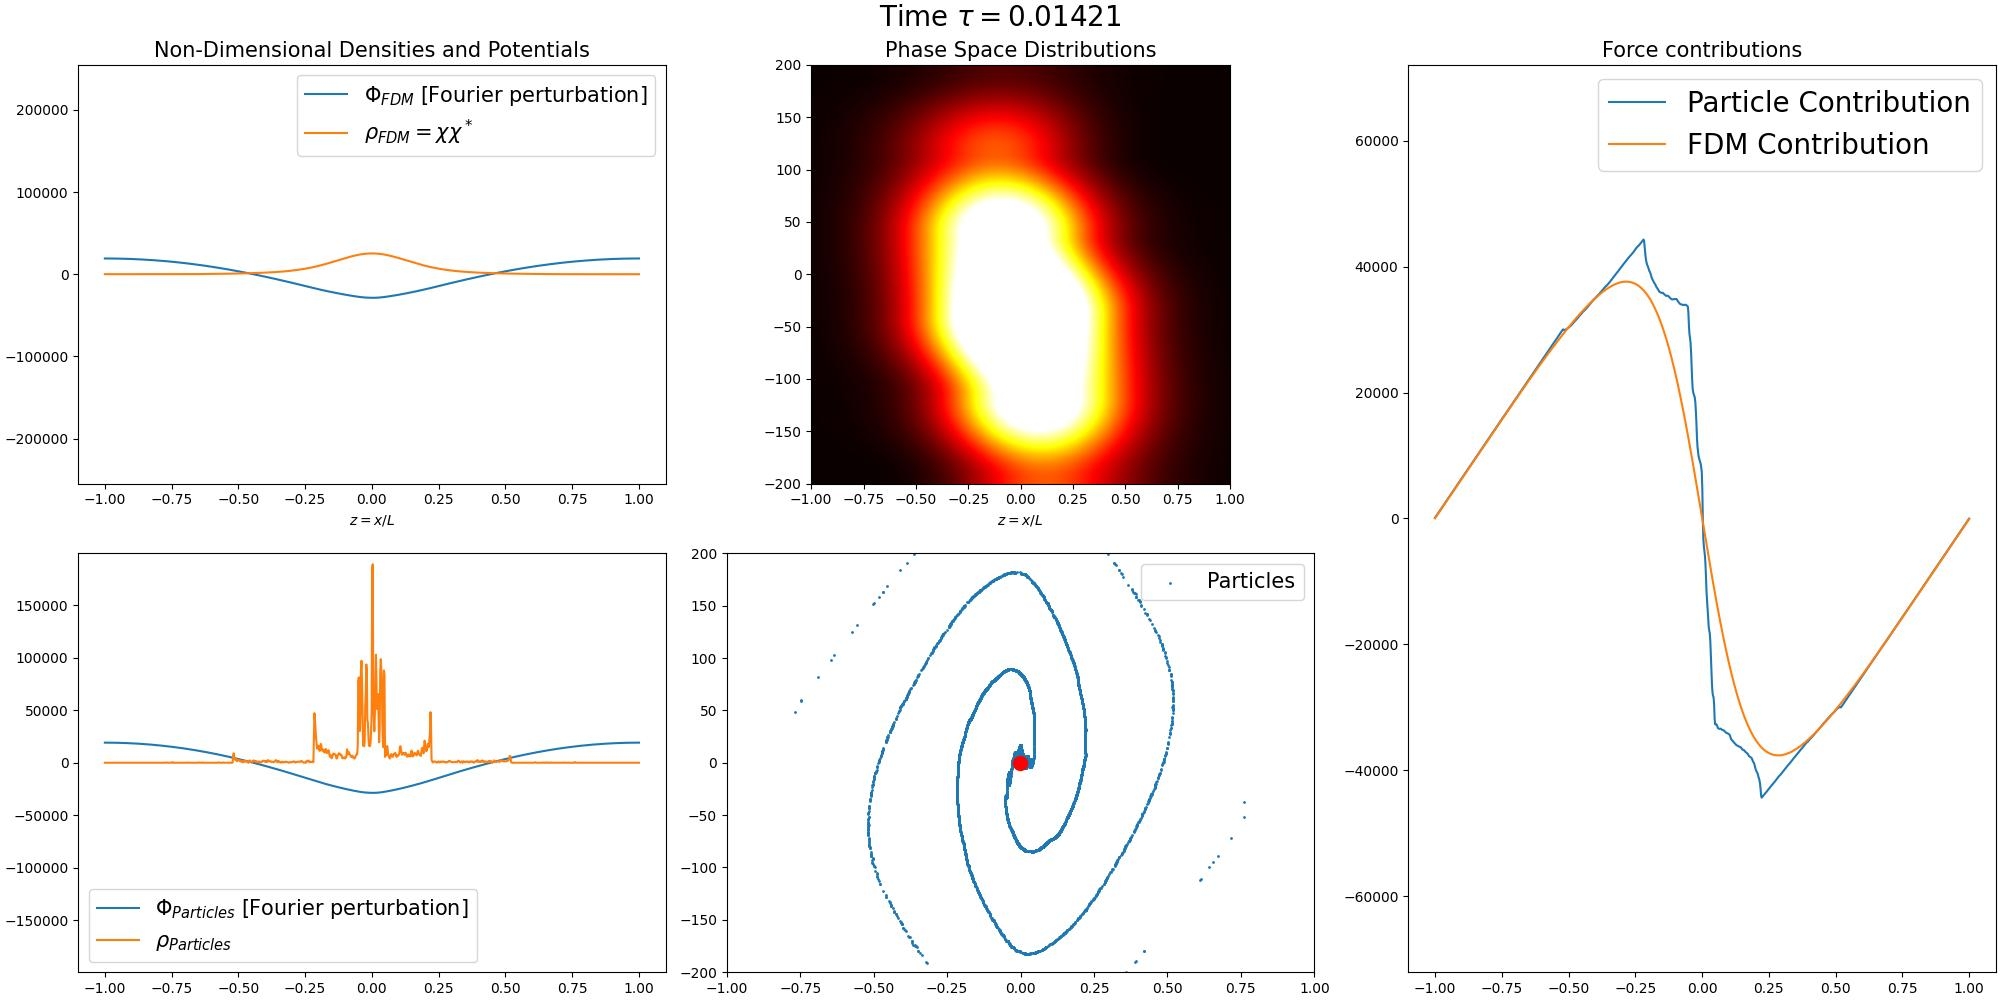 Time τ = 0.01421
Non-Dimensional Densities and Potentials
Φ_FDM [Fourier perturbation]
ρ_FDM = χχ*
200000
100000
0
−100000
−200000
−1.00 −0.75 −0.50 −0.25 0.00 0.25 0.50 0.75 1.00
z = x/L
Phase Space Distributions
200
150
100
50
0
−50
−100
−150
−200
−1.00 −0.75 −0.50 −0.25 0.00 0.25 0.50 0.75 1.00
z = x/L
Force contributions
Particle Contribution
FDM Contribution
60000
40000
20000
0
−20000
−40000
−60000
−1.00 −0.75 −0.50 −0.25 0.00 0.25 0.50 0.75 1.00
150000
100000
50000
0
−50000
−100000
−150000
Φ_Particles [Fourier perturbation]
ρ_Particles
−1.00 −0.75 −0.50 −0.25 0.00 0.25 0.50 0.75 1.00
Particles
200
150
100
50
0
−50
−100
−150
−200
−1.00 −0.75 −0.50 −0.25 0.00 0.25 0.50 0.75 1.00